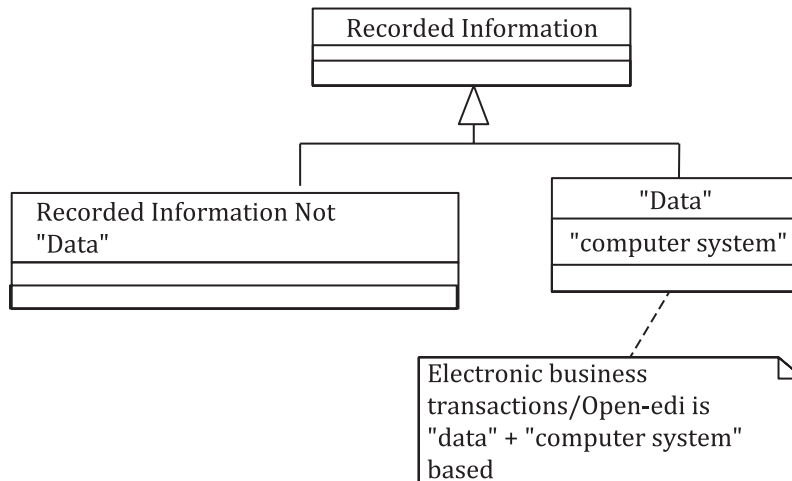 Recorded Information
Recorded Information Not
"Data"
"Data"
"computer system"
Electronic business
transactions/Open-edi is
"data" + "computer system"
based